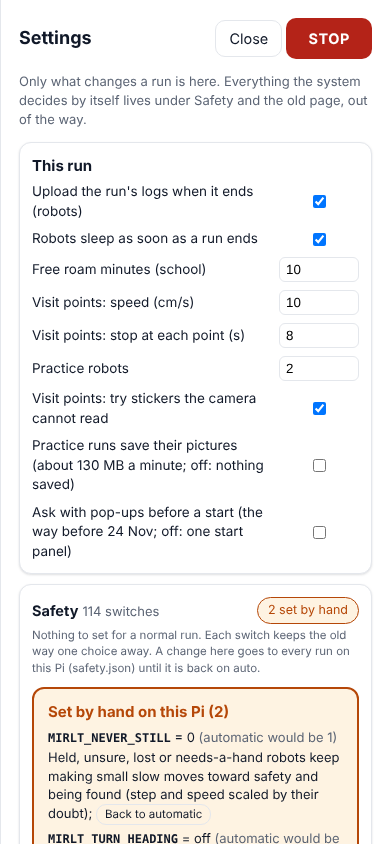 Settings
Close
STOP
Only what changes a run is here. Everything the system
decides by itself lives under Safety and the old page, out
of the way.
This run
Upload the run's logs when it ends
(robots)
Robots sleep as soon as a run ends
Free roam minutes (school)
10
Visit points: speed (cm/s)
10
Visit points: stop at each point (s)
8
Practice robots
2
Visit points: try stickers the camera
cannot read
Practice runs save their pictures
(about 130 MB a minute; off: nothing
saved)
Ask with pop-ups before a start (the
way before 24 Nov; off: one start
panel)
Safety 114 switches
2 set by hand
Nothing to set for a normal run. Each switch keeps the old
way one choice away. A change here goes to every run on
this Pi (safety.json) until it is back on auto.
Set by hand on this Pi (2)
MIRLT_NEVER_STILL = 0 (automatic would be 1)
Held, unsure, lost or needs-a-hand robots keep
making small slow moves toward safety and
being found (step and speed scaled by their
doubt); Back to automatic
MIRLT_TURN_HEADING = off (automatic would be